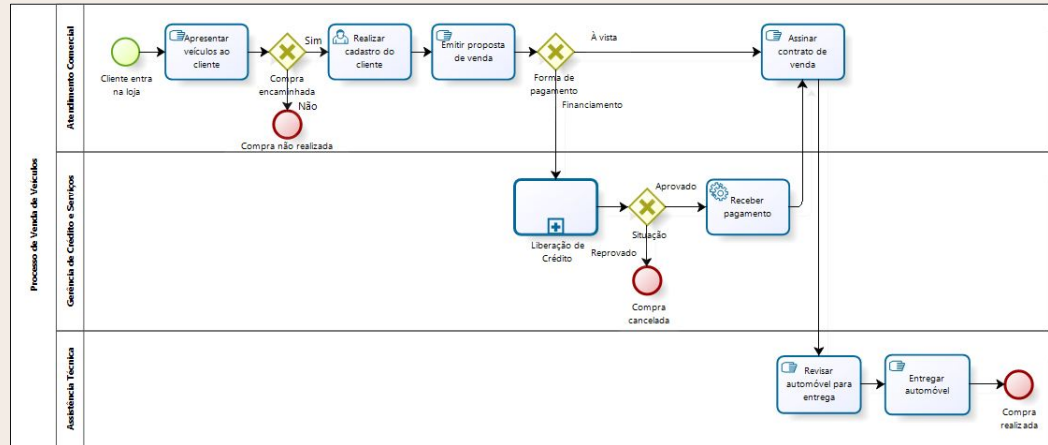 Processo de Venda de Veículos
Atendimento Comercial
Cliente entra
na loja
Apresentar
veículos ao
cliente
Compra
encaminhada
Sim
Não
Compra não realizada
Realizar
cadastro do
cliente
Emitir proposta
de venda
Forma de
pagamento
À vista
Financiamento
Assinar
contrato de
venda
Gerência de Crédito e Serviços
Liberação de
Crédito
Situação
Aprovado
Reprovado
Compra
cancelada
Receber
pagamento
Assistência Técnica
Revisar
automóvel para
entrega
Entregar
automóvel
Compra
realizada